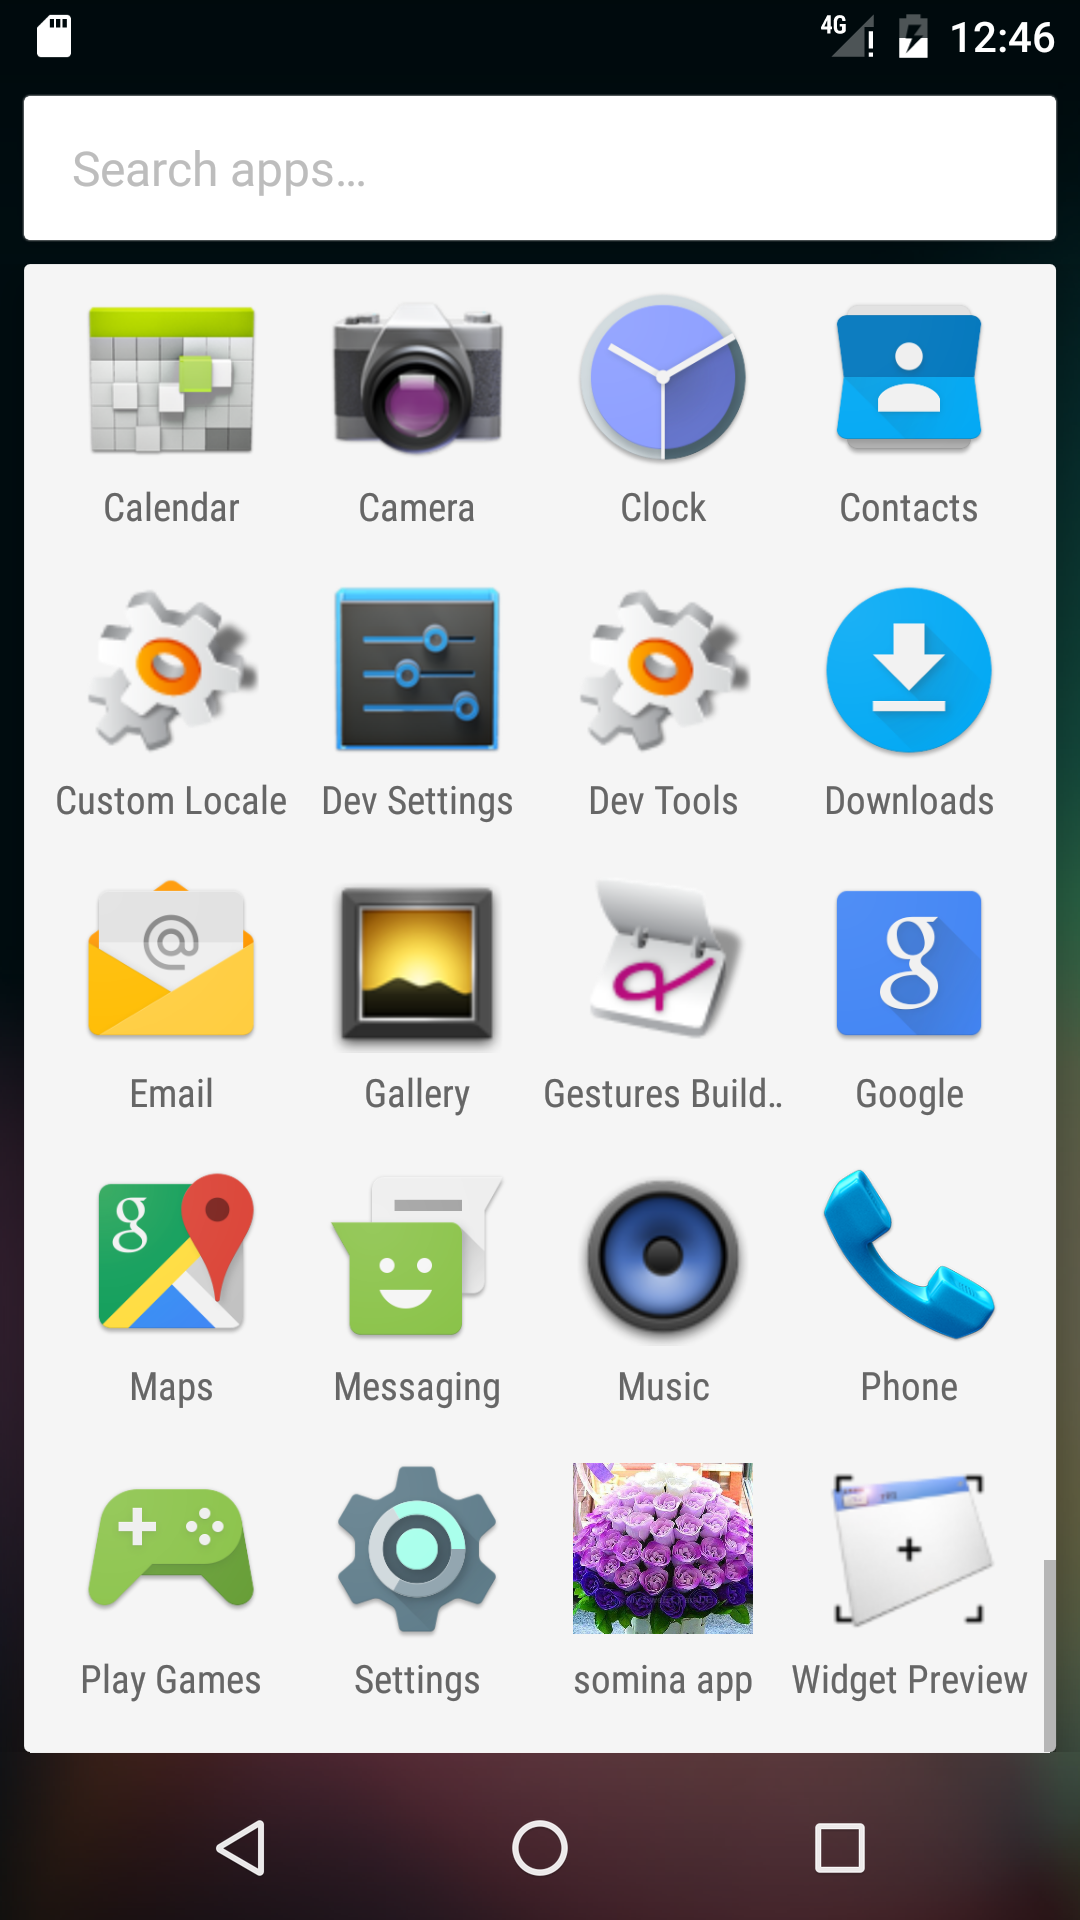 4G 12:46
Search apps...
Calendar Camera Clock Contacts
Custom Locale Dev Settings Dev Tools Downloads
@
g
Email Gallery Gestures Build.. Google
g
Maps Messaging Music Phone
Play Games Settings somina app Widget Preview